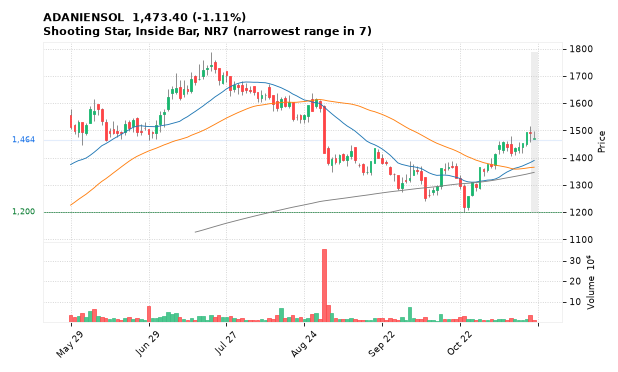 ADANIENSOL 1,473.40 (-1.11%)
Shooting Star, Inside Bar, NR7 (narrowest range in 7)
1800
1700
1600
1500
1,464
1400
1300
1,200
1200
1100
Price
30
20
10
Volume 10^6
May 29
Jun 29
Jul 27
Aug 24
Sep 22
Oct 22